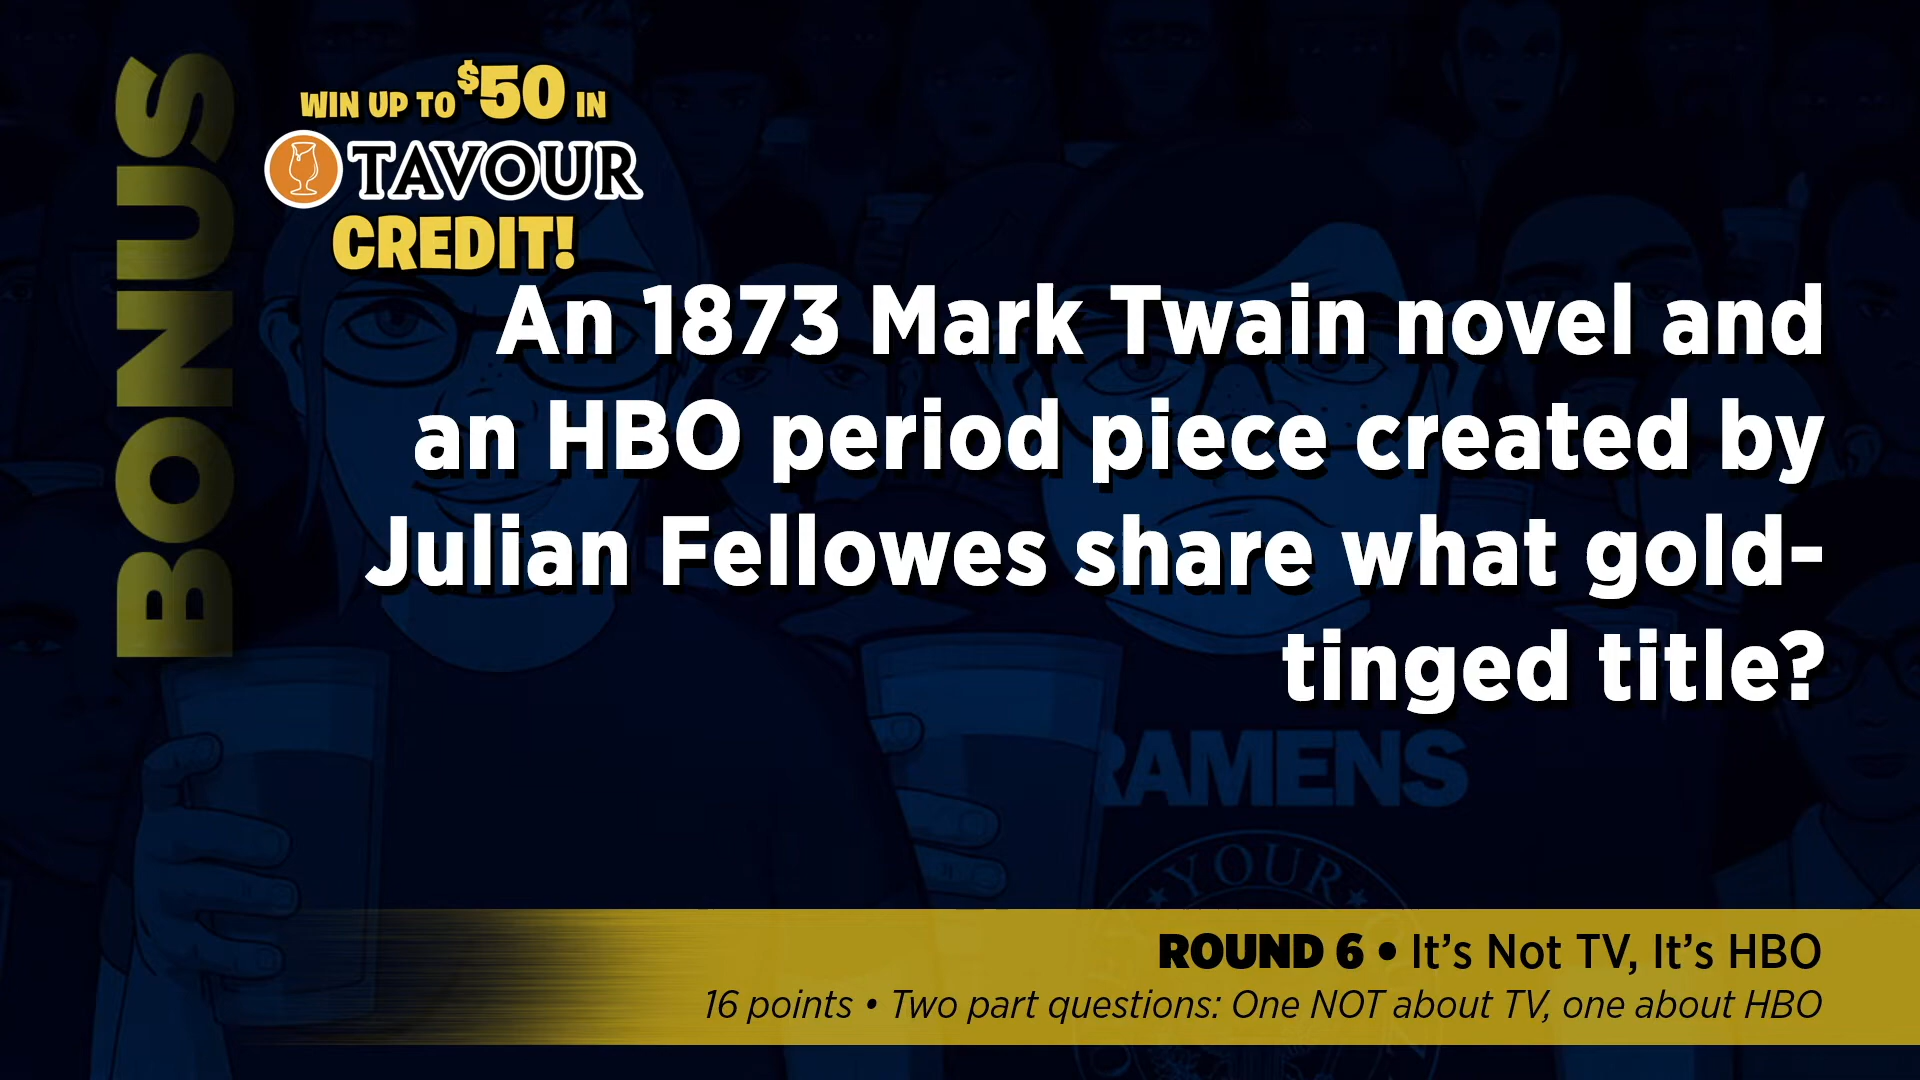 BONUS
WIN UP TO $50 IN
TAVOUR
CREDIT!
An 1873 Mark Twain novel and
an HBO period piece created by
Julian Fellowes share what gold-
tinged title?
RAMENS
YOUR
ROUND 6 • It's Not TV, It's HBO
16 points • Two part questions: One NOT about TV, one about HBO